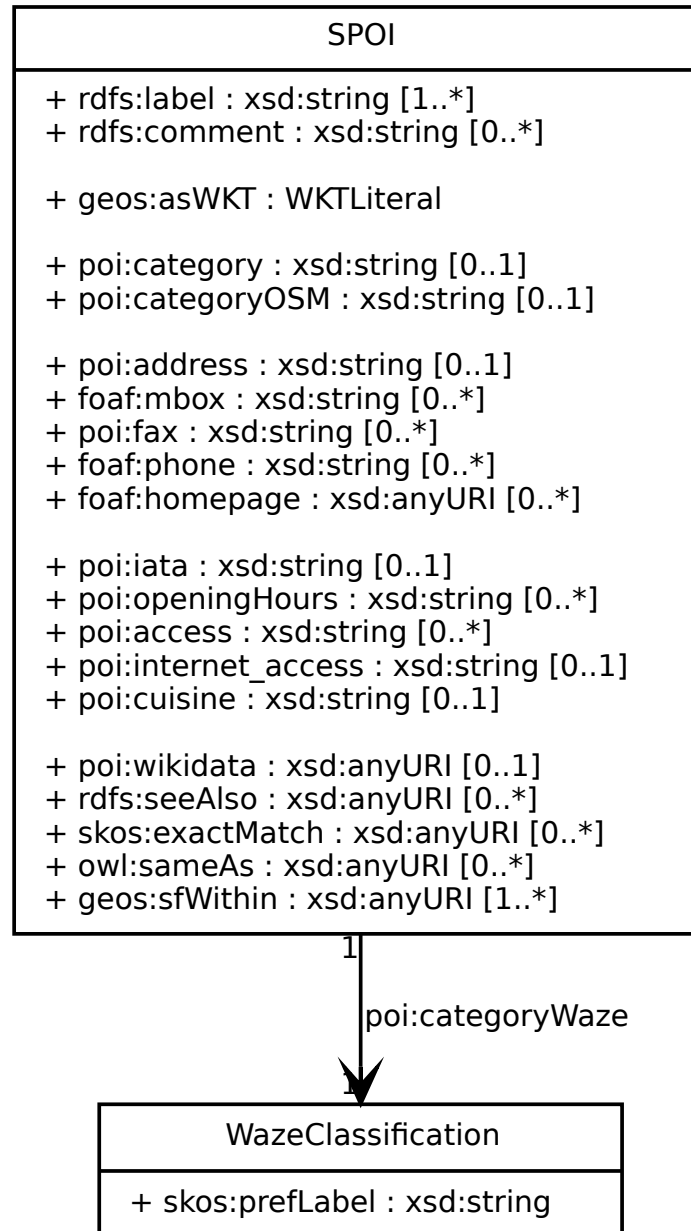 SPOI
+ rdfs:label : xsd:string [1..*]
+ rdfs:comment : xsd:string [0..*]
+ geos:asWKT : WKTLiteral
+ poi:category : xsd:string [0..1]
+ poi:categoryOSM : xsd:string [0..1]
+ poi:address : xsd:string [0..1]
+ foaf:mbox : xsd:string [0..*]
+ poi:fax : xsd:string [0..*]
+ foaf:phone : xsd:string [0..*]
+ foaf:homepage : xsd:anyURI [0..*]
+ poi:iata : xsd:string [0..1]
+ poi:openingHours : xsd:string [0..*]
+ poi:access : xsd:string [0..*]
+ poi:internet_access : xsd:string [0..1]
+ poi:cuisine : xsd:string [0..1]
+ poi:wikidata : xsd:anyURI [0..1]
+ rdfs:seeAlso : xsd:anyURI [0..*]
+ skos:exactMatch : xsd:anyURI [0..*]
+ owl:sameAs : xsd:anyURI [0..*]
+ geos:sfWithin : xsd:anyURI [1..*]
1
poi:categoryWaze
1
WazeClassification
+ skos:prefLabel : xsd:string